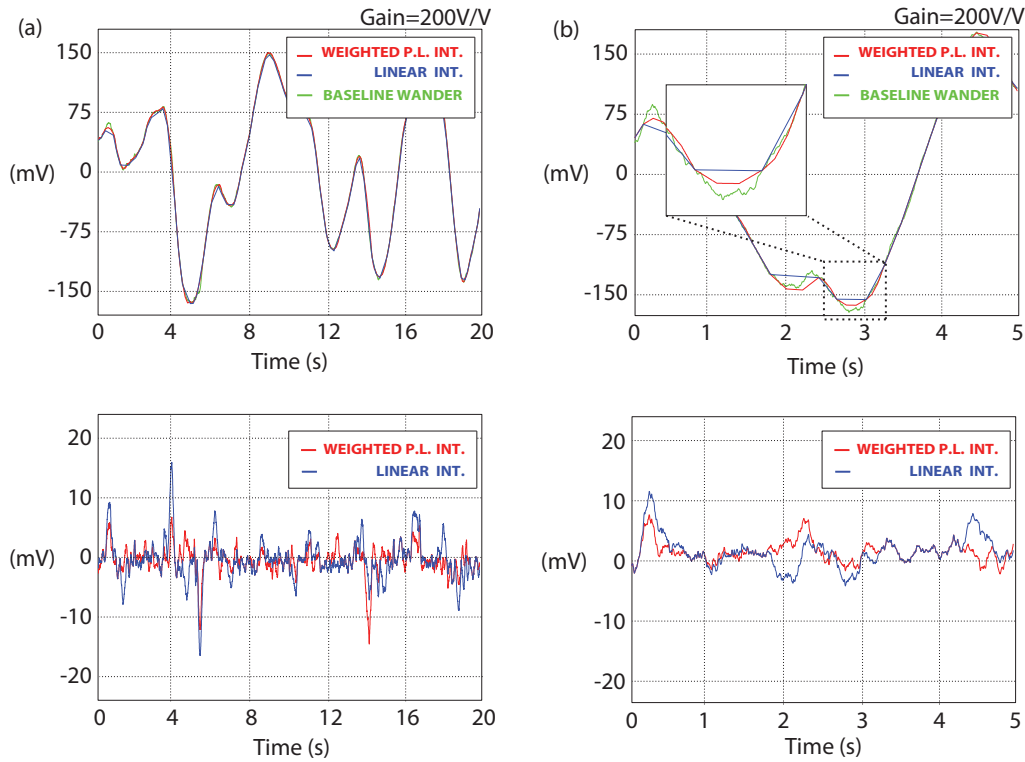 (a)
Gain=200V/V
150
75
0
-75
-150
(mV)
WEIGHTED P.L. INT.
LINEAR INT.
BASELINE WANDER
0 4 8 12 16 20
Time (s)
(b)
Gain=200V/V
150
75
0
-75
-150
(mV)
WEIGHTED P.L. INT.
LINEAR INT.
BASELINE WANDER
0 1 2 3 4 5
Time (s)
20
10
0
-10
-20
(mV)
WEIGHTED P.L. INT.
LINEAR INT.
0 4 8 12 16 20
Time (s)
20
10
0
-10
-20
(mV)
WEIGHTED P.L. INT.
LINEAR INT.
0 1 2 3 4 5
Time (s)